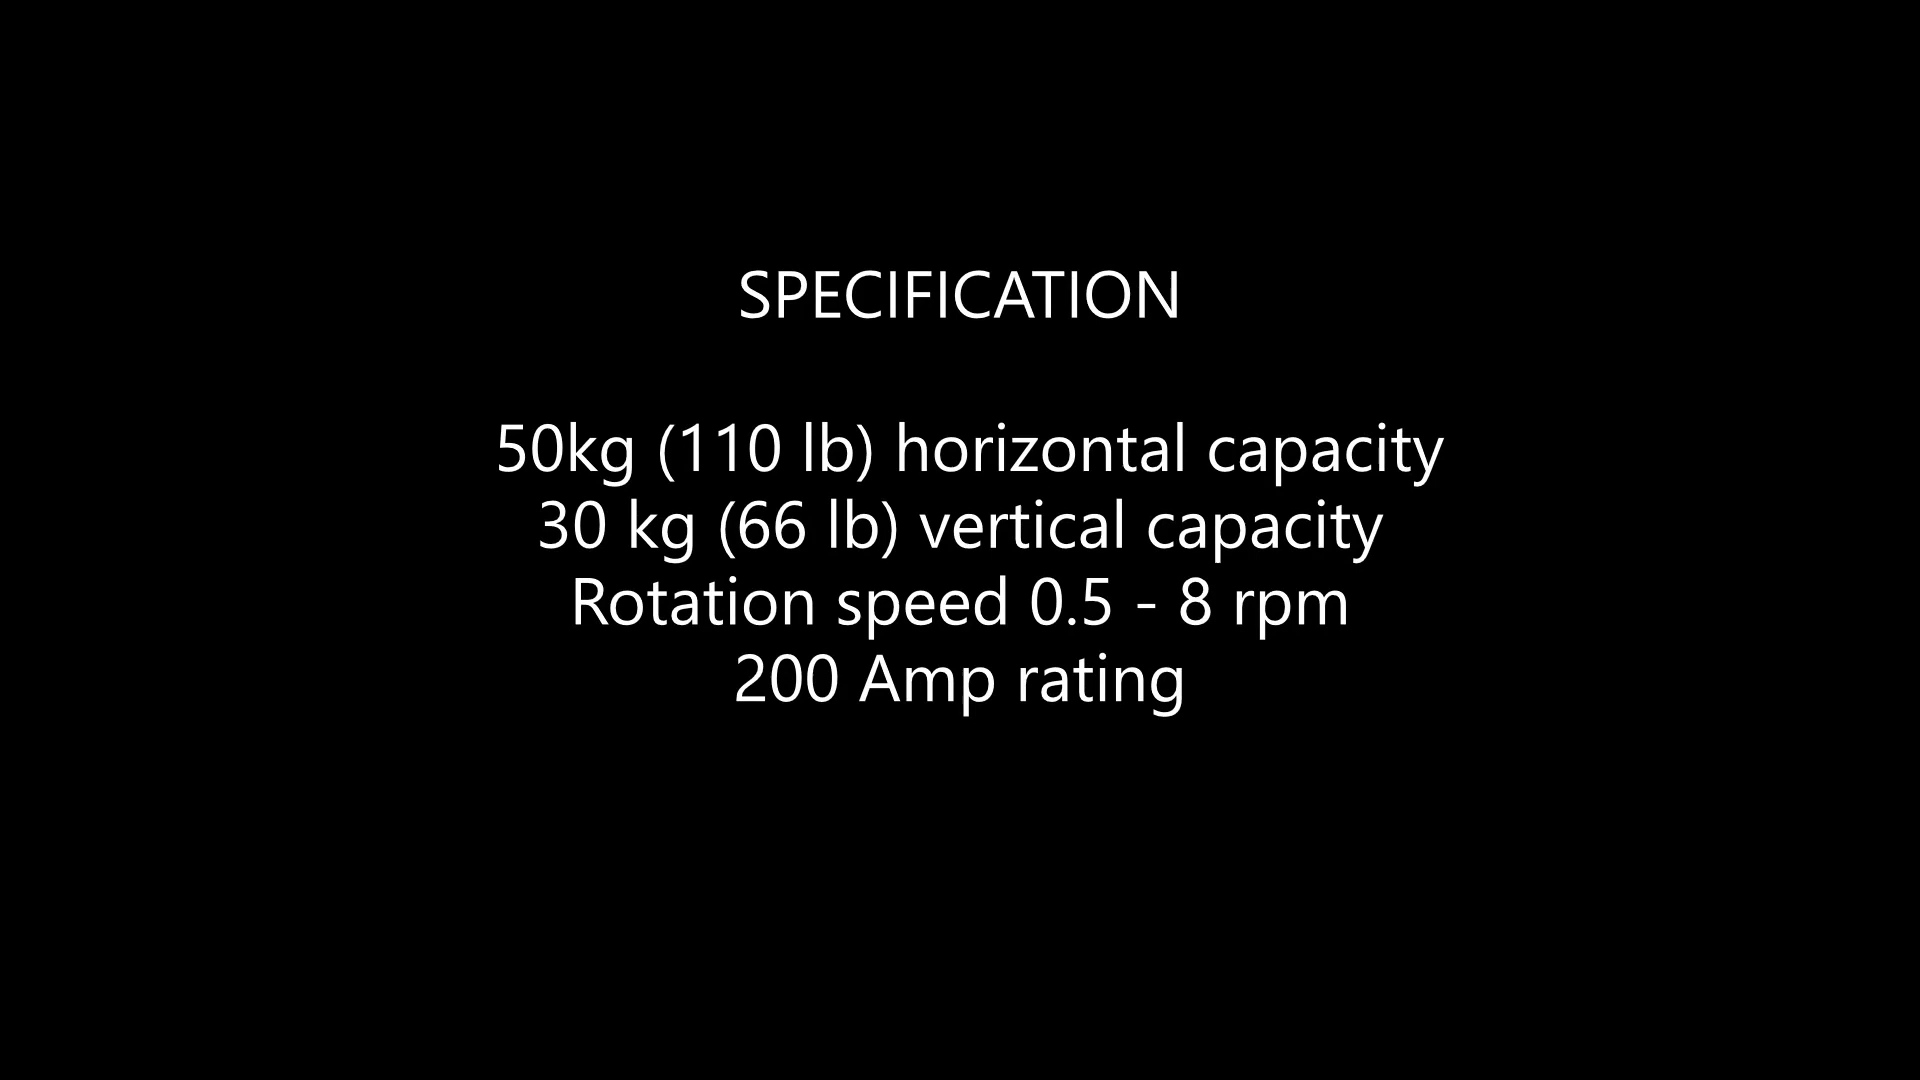 SPECIFICATION
50kg (110 lb) horizontal capacity
30 kg (66 lb) vertical capacity
Rotation speed 0.5 - 8 rpm
200 Amp rating